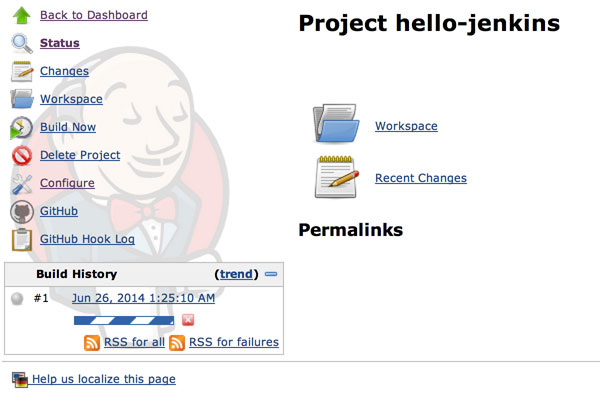 Back to Dashboard
Status
Changes
Workspace
Build Now
Delete Project
Configure
GitHub
GitHub Hook Log
Build History (trend)
#1 Jun 26, 2014 1:25:10 AM
RSS for all RSS for failures
Project hello-jenkins
Workspace
Recent Changes
Permalinks
Help us localize this page